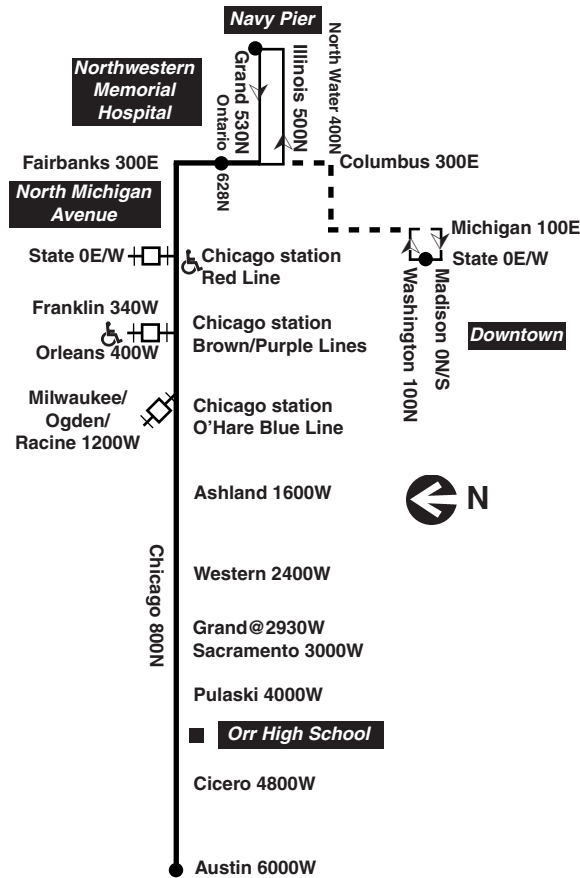 Navy Pier
Northwestern
Memorial
Hospital
Grand 530N
Illinois 500N
North Water 400N
Ontario
628N
Fairbanks 300E
Columbus 300E
North Michigan
Avenue
Michigan 100E
State 0E/W
Chicago station
Red Line
State 0E/W
Washington 100N
Madison 0N/S
Downtown
Franklin 340W
Orleans 400W
Chicago station
Brown/Purple Lines
Milwaukee/
Ogden/
Racine 1200W
Chicago station
O'Hare Blue Line
Ashland 1600W
N
Chicago 800N
Western 2400W
Grand@2930W
Sacramento 3000W
Pulaski 4000W
Orr High School
Cicero 4800W
Austin 6000W